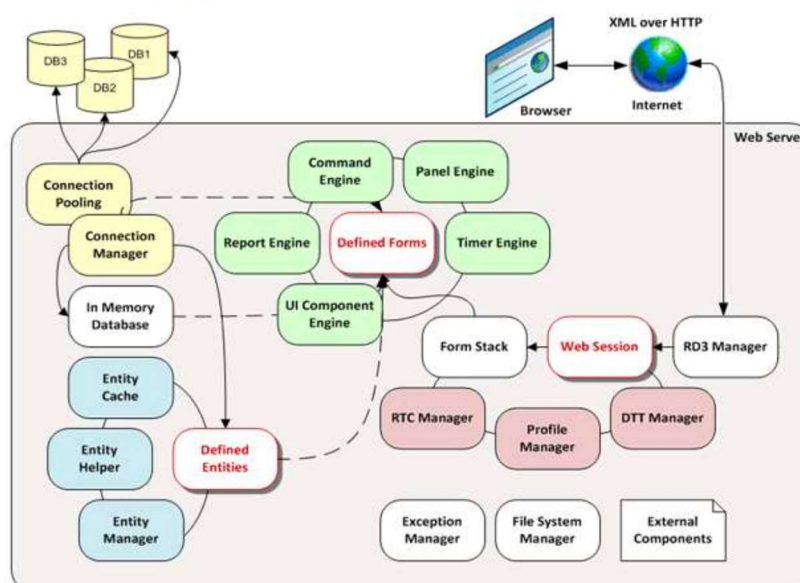 XML over HTTP
DB3
DB1
DB2
Browser
Internet
Web Serve
Connection
Pooling
Command
Engine
Panel Engine
Connection
Manager
Report Engine
Defined Forms
Timer Engine
In Memory
Database
UI Component
Engine
Form Stack
Web Session
RD3 Manager
Entity
Cache
RTC Manager
Profile
Manager
DTT Manager
Entity
Helper
Defined
Entities
Entity
Manager
Exception
Manager
File System
Manager
External
Components